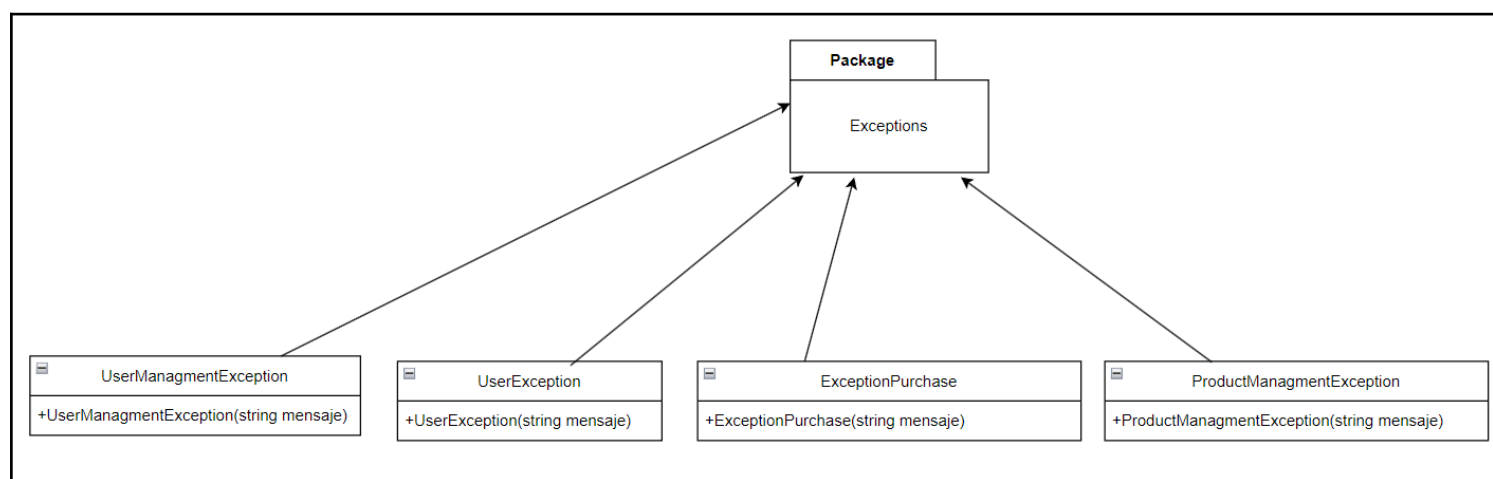 Package
Exceptions
UserManagmentException
+UserManagmentException(string mensaje)
UserException
+UserException(string mensaje)
ExceptionPurchase
+ExceptionPurchase(string mensaje)
ProductManagmentException
+ProductManagmentException(string mensaje)